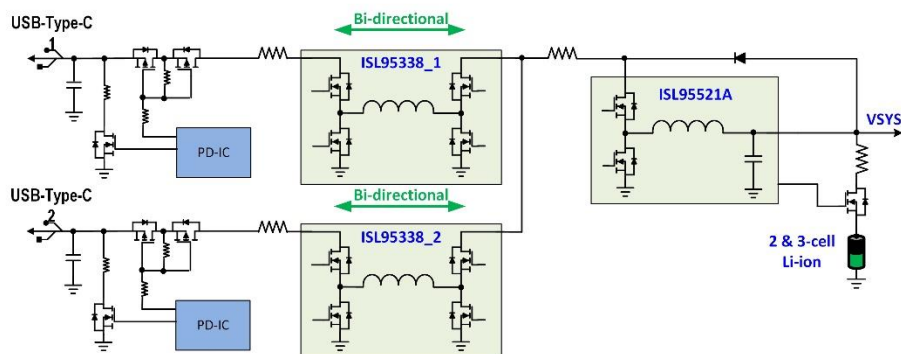 USB-Type-C
1
Bi-directional
ISL95338_1
ISL95521A
VSYS
PD-IC
USB-Type-C
2
Bi-directional
ISL95338_2
2 & 3-cell
Li-ion
PD-IC